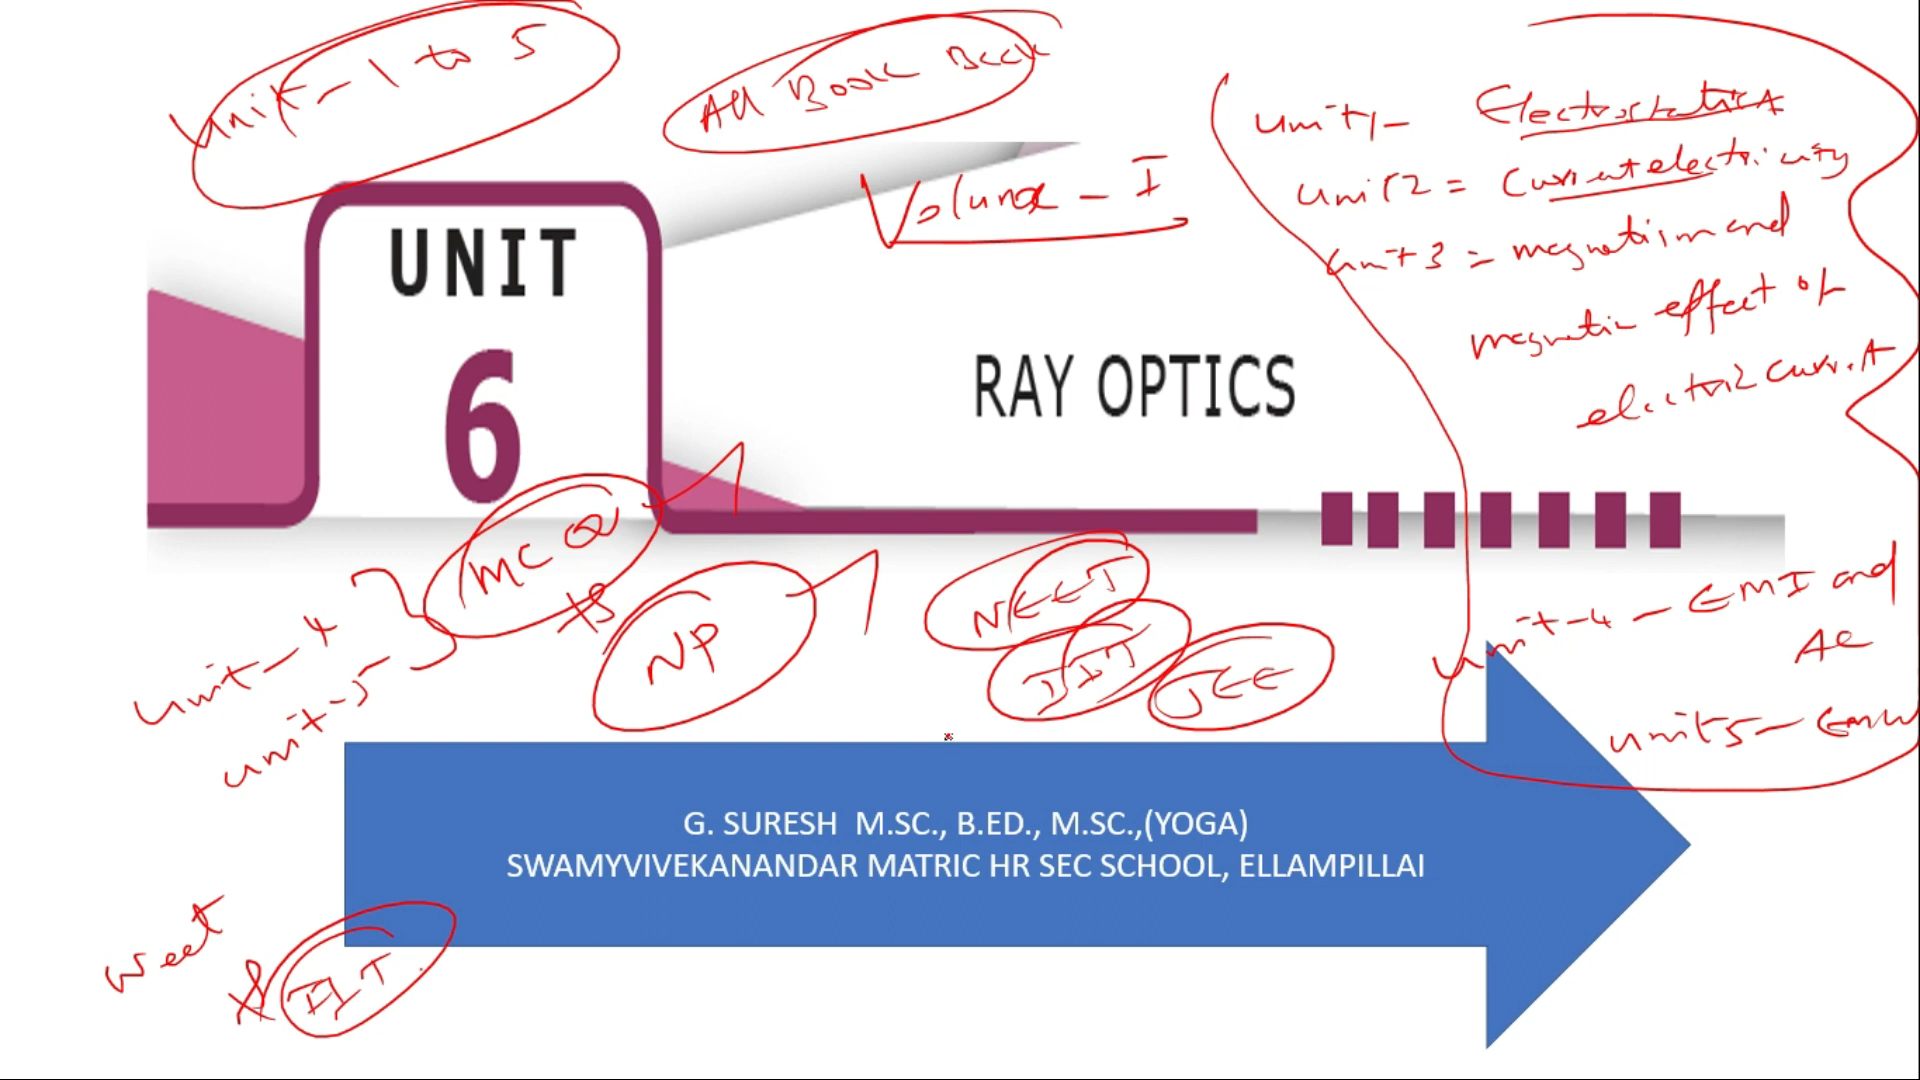 Unit - 1 to 5
All Book Back
Volume - I
Unit 1 - Electrostatics
Unit 2 = Current electricity
Unit 3 = magnetism and
magnetic effect of
electric current
UNIT
6
RAY OPTICS
MCQ
NP
NEET
IIT
JEE
Unit - 4
Unit - 5
Unit - 4 - EMI and
AC
Unit 5 - EMW
G. SURESH M.SC., B.ED., M.SC.,(YOGA)
SWAMYVIVEKANANDAR MATRIC HR SEC SCHOOL, ELLAMPILLAI